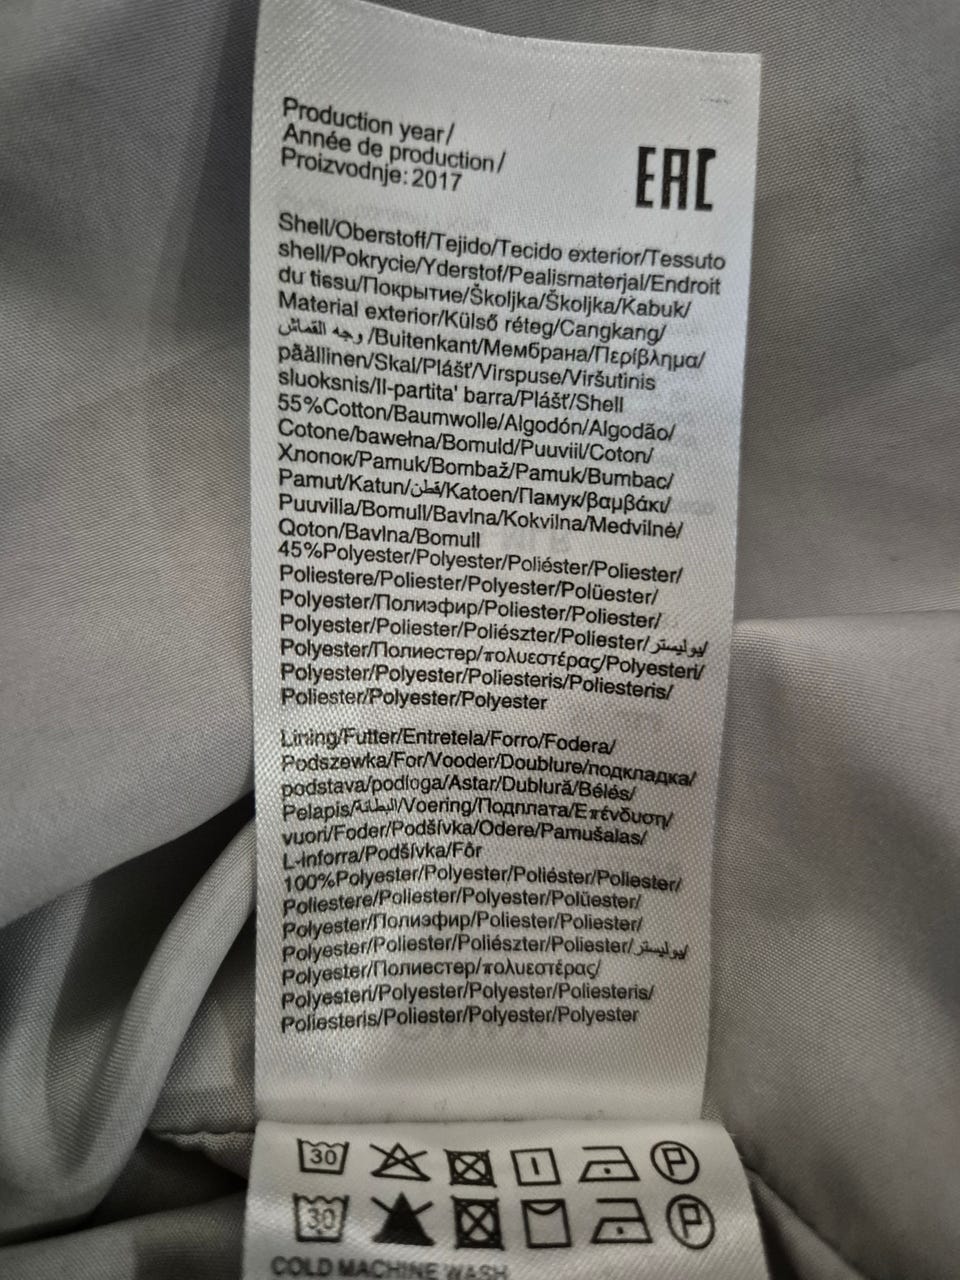 Production year/
Année de production/
Proizvodnje: 2017
EAC
Shell/Oberstoff/Tejido/Tecido exterior/Tessuto
shell/Pokrycie/Yderstof/Pealismaterjal/Endroit
du tissu/Покрытие/Školjka/Školjka/Kabuk/
Material exterior/Külső réteg/Cangkang/
وجه القماش/Buitenkant/Мембрана/Περίβλημα/
päällinen/Skal/Plášť/Virspuse/Viršutinis
sluoksnis/Il-partita' barra/Plášť/Shell
55%Cotton/Baumwolle/Algodón/Algodão/
Cotone/bawełna/Bomuld/Puuviil/Coton/
Хлопок/Pamuk/Bombaž/Pamuk/Bumbac/
Pamut/Katun/قطن/Katoen/Памук/βαμβάκι/
Puuvilla/Bomull/Bavlna/Kokvilna/Medvilnė/
Qoton/Bavlna/Bomull
45%Polyester/Polyester/Poliéster/Poliester/
Poliestere/Poliester/Polyester/Polüester/
Polyester/Полиэфир/Poliester/Poliester/
Polyester/Poliester/Poliészter/Poliester/بوليستر/
Polyester/Полиестер/πολυεστέρας/Polyesteri/
Polyester/Polyester/Poliesteris/Poliesteris/
Poliester/Polyester/Polyester
Lining/Futter/Entretela/Forro/Fodera/
Podszewka/For/Vooder/Doublure/подкладка/
podstava/podloga/Astar/Dublură/Bélés/
Pelapis/البطانة/Voering/Подплата/Επένδυση/
vuori/Foder/Podšívka/Odere/Pamušalas/
L-inforra/Podšívka/Fôr
100%Polyester/Polyester/Poliéster/Poliester/
Poliestere/Poliester/Polyester/Polüester/
Polyester/Полиэфир/Poliester/Poliester/
Polyester/Poliester/Poliészter/Poliester/بوليستر/
Polyester/Полиестер/πολυεστέρας/
Polyesteri/Polyester/Polyester/Poliesteris/
Poliesteris/Poliester/Polyester/Polyester
30 P
30 P
COLD MACHINE WASH